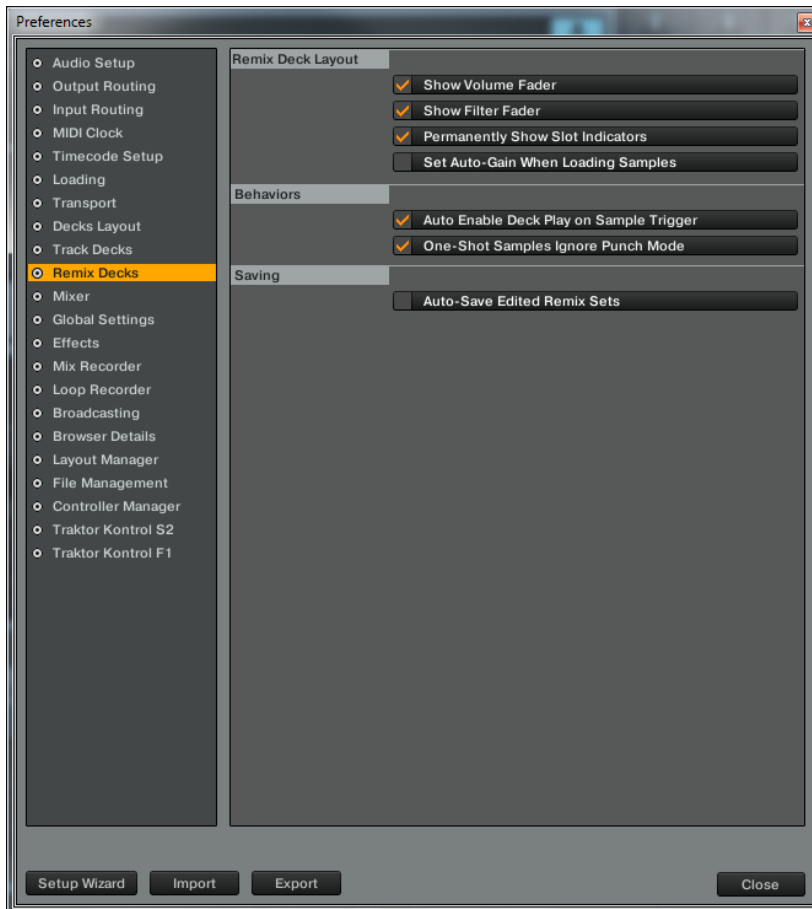 Preferences
Audio Setup
Output Routing
Input Routing
MIDI Clock
Timecode Setup
Loading
Transport
Decks Layout
Track Decks
Remix Decks
Mixer
Global Settings
Effects
Mix Recorder
Loop Recorder
Broadcasting
Browser Details
Layout Manager
File Management
Controller Manager
Traktor Kontrol S2
Traktor Kontrol F1
Remix Deck Layout
Show Volume Fader
Show Filter Fader
Permanently Show Slot Indicators
Set Auto-Gain When Loading Samples
Behaviors
Auto Enable Deck Play on Sample Trigger
One-Shot Samples Ignore Punch Mode
Saving
Auto-Save Edited Remix Sets
Setup Wizard
Import
Export
Close